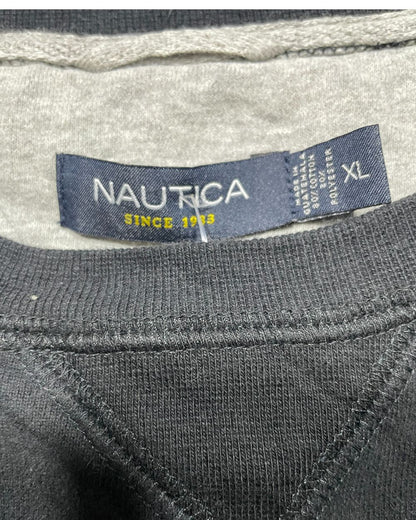 NAUTICA
SINCE 1983
MADE IN
GUATEMALA
80% COTTON
20%
POLYESTER
XL